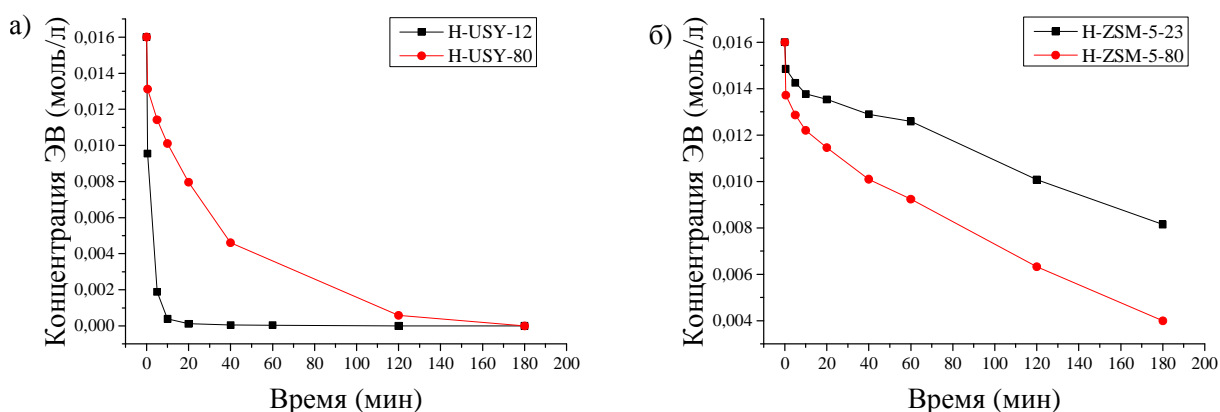 а)
H-USY-12
H-USY-80
0,016
0,014
0,012
0,010
0,008
0,006
0,004
0,002
0,000
Концентрация ЭВ (моль/л)
0 20 40 60 80 100 120 140 160 180 200
Время (мин)
б)
H-ZSM-5-23
H-ZSM-5-80
0,016
0,014
0,012
0,010
0,008
0,006
0,004
Концентрация ЭВ (моль/л)
0 20 40 60 80 100 120 140 160 180 200
Время (мин)